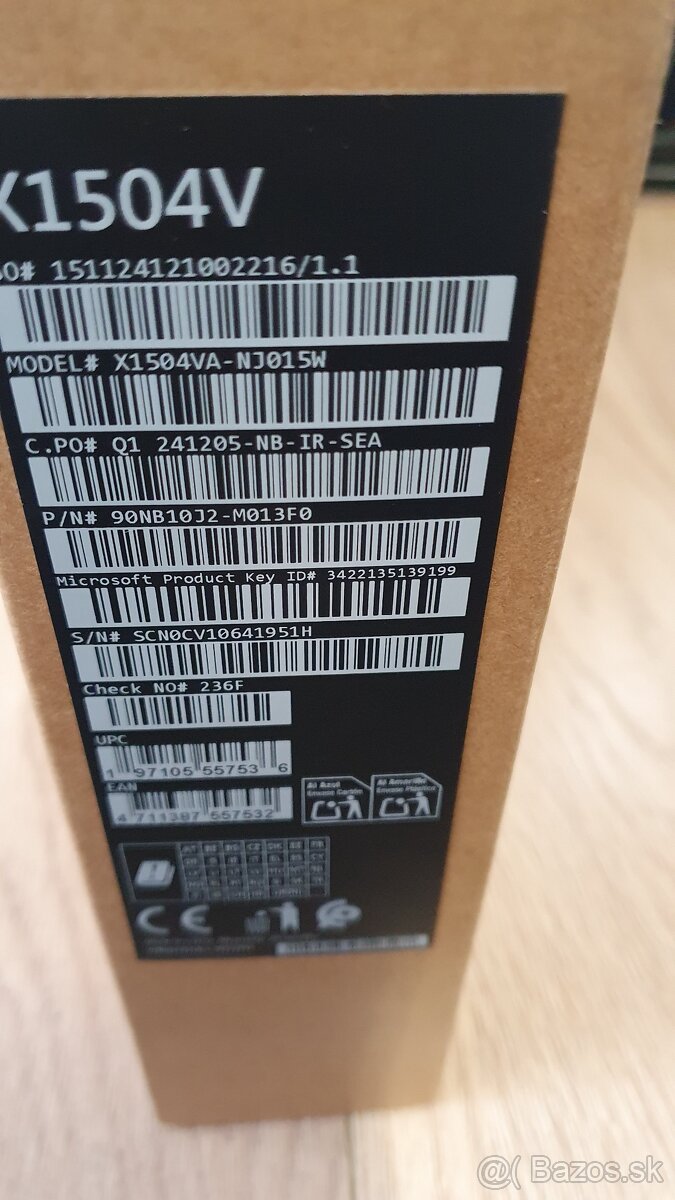 X1504V
SO# 151124121002216/1.1
MODEL# X1504VA-NJ015W
C.PO# Q1 241205-NB-IR-SEA
P/N# 90NB10J2-M013F0
Microsoft Product Key ID# 3422135139199
S/N# SCN0CV10641951H
Check NO# 236F
UPC
1 97105 55753 6
EAN
4 711387 557532
Al Azul
Envase Cartón
Al Amarillo
Envase Plástico
CE
@( Bazos.sk